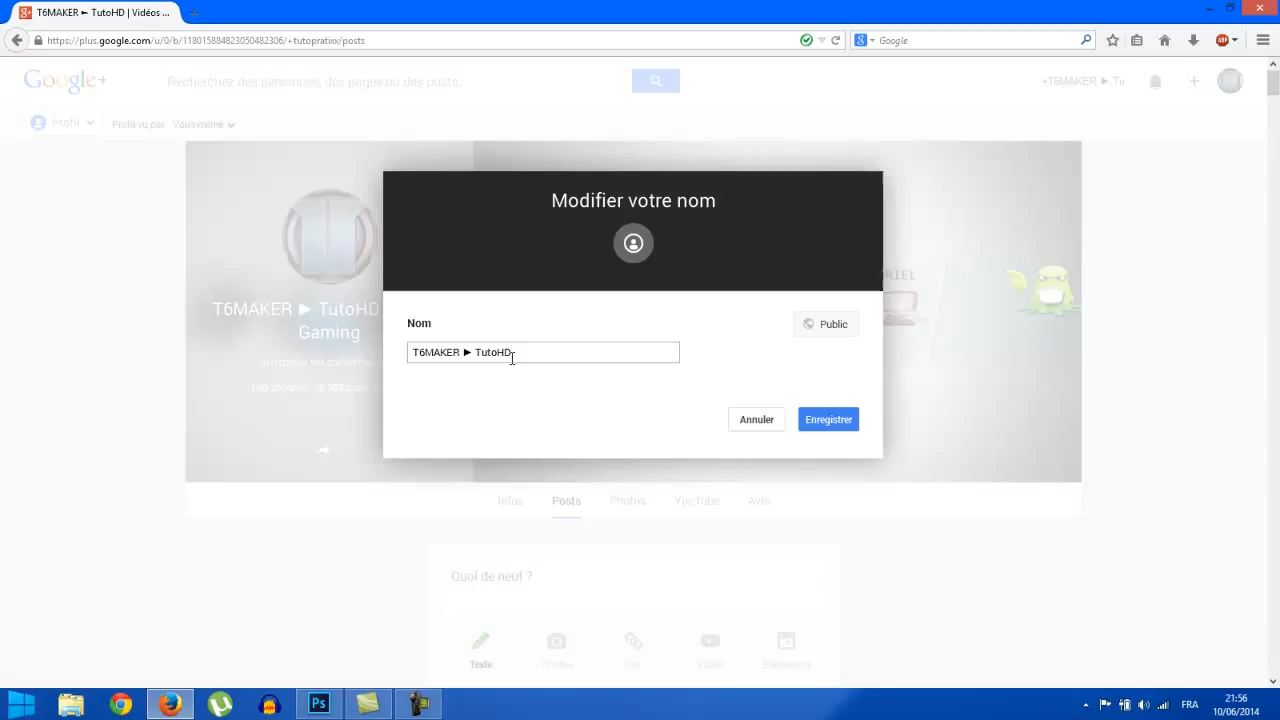 T6MAKER ► TutoHD | Vidéos ...
https://plus.google.com/u/0/b/118015884823050482306/+tutopratixx/posts
Google
Google+
Recherchez des personnes, des pages ou des posts
+T6MAKER ► Tu
Profil
Profil vu par Vous-même
Modifier votre nom
T6MAKER ► TutoHD
Gaming
Nom
Public
T6MAKER ► TutoHD
Annuler
Enregistrer
Infos
Posts
Photos
YouTube
Avis
Quoi de neuf ?
Texte
Photos
Lien
Vidéo
Événement
Ps
FRA
21:56
10/06/2014